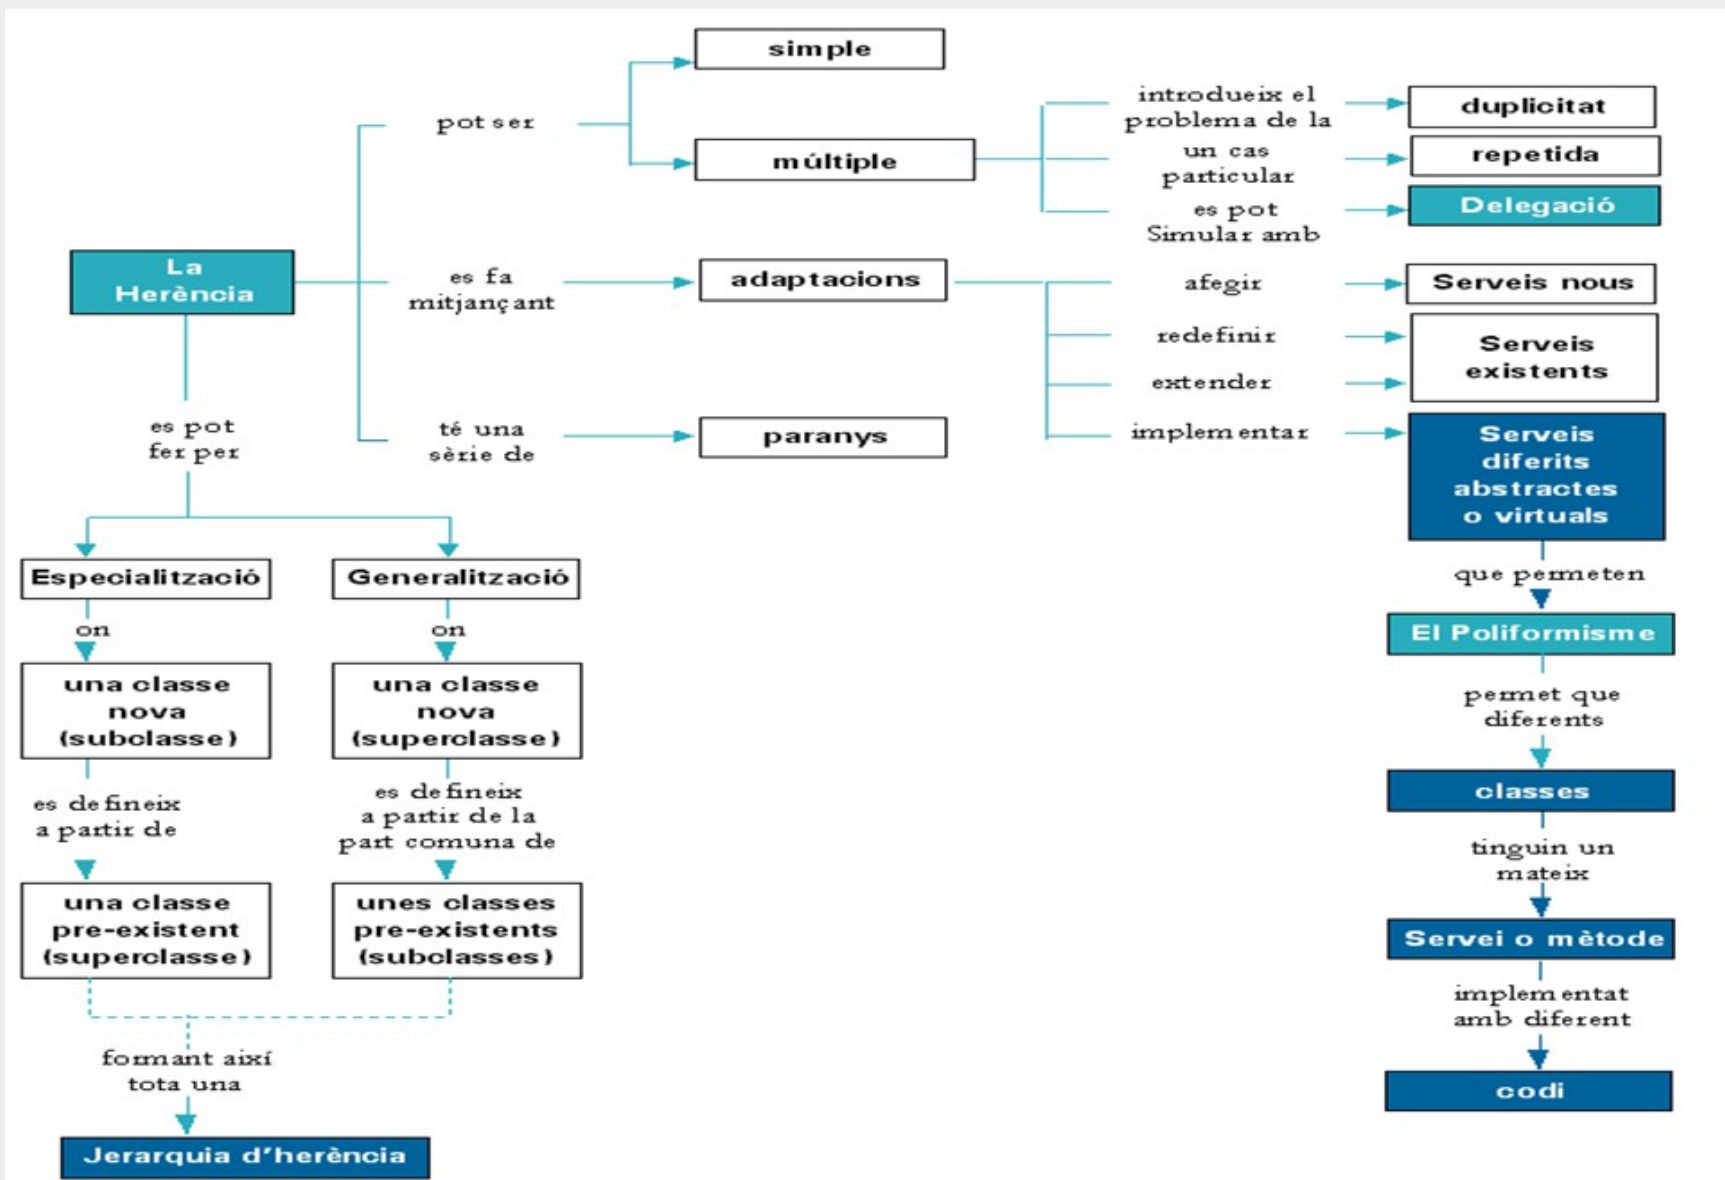 simple
pot ser
múltiple
introdueix el
problema de la
duplicitat
un cas
particular
repetida
es pot
Simular amb
Delegació
La
Herència
es fa
mitjançant
adaptacions
afegir
Serveis nous
redefinir
extender
Serveis
existents
té una
sèrie de
paranys
implementar
Serveis
diferits
abstractes
o virtuals
que permeten
El Poliformisme
permet que
diferents
classes
tinguin un
mateix
Servei o mètode
implementat
amb diferent
codi
es pot
fer per
Especialització
on
una classe
nova
(subclasse)
es defineix
a partir de
una classe
pre-existent
(superclasse)
Generalització
on
una classe
nova
(superclasse)
es defineix
a partir de la
part comuna de
unes classes
pre-existents
(subclasses)
formant així
tota una
Jerarquia d'herència